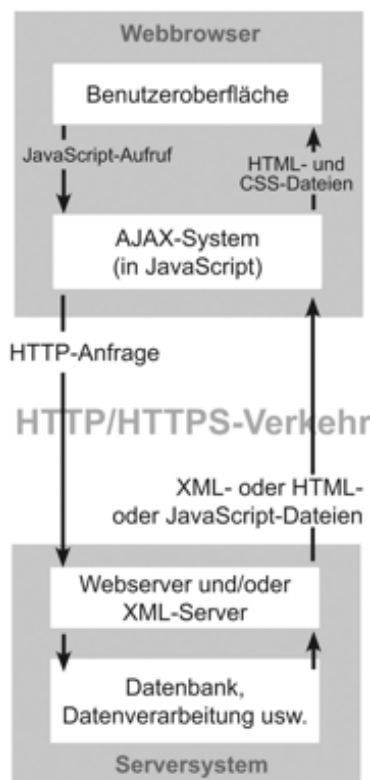 Webbrowser
Benutzeroberfläche
JavaScript-Aufruf
HTML- und
CSS-Dateien
AJAX-System
(in JavaScript)
HTTP-Anfrage
HTTP/HTTPS-Verkehr
XML- oder HTML-
oder JavaScript-Dateien
Webserver und/oder
XML-Server
Datenbank,
Datenverarbeitung usw.
Serversystem